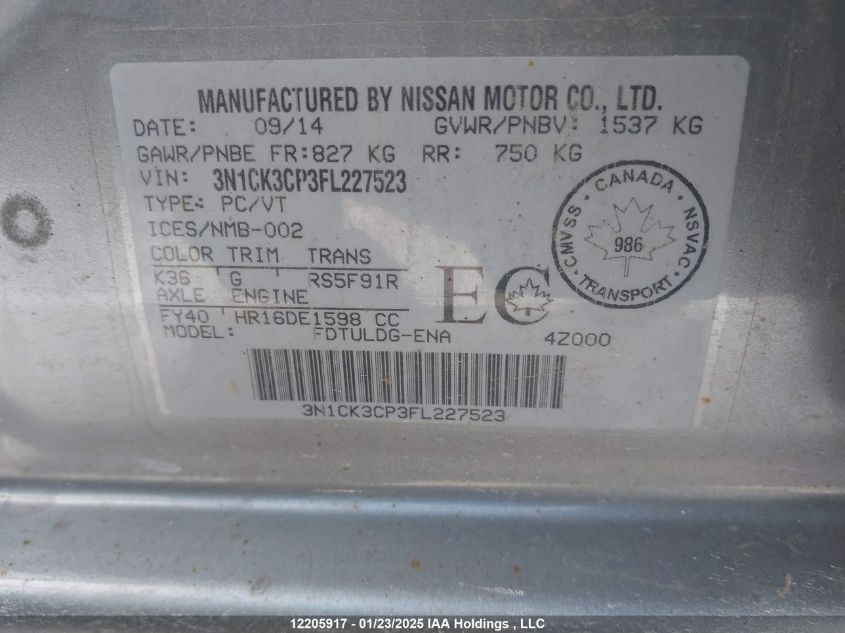 MANUFACTURED BY NISSAN MOTOR CO., LTD.
DATE: 09/14 GVWR/PNBV: 1537 KG
GAWR/PNBE FR:827 KG RR: 750 KG
VIN: 3N1CK3CP3FL227523
TYPE: PC/VT
ICES/NMB-002
COLOR TRIM TRANS
K36 G RS5F91R
AXLE ENGINE
FY40 HR16DE1598 CC
MODEL: FDTULDG-ENA 4Z000
EC
CANADA
CMVSS · NSVAC
986
TRANSPORT
3N1CK3CP3FL227523
12205917 - 01/23/2025 IAA Holdings , LLC